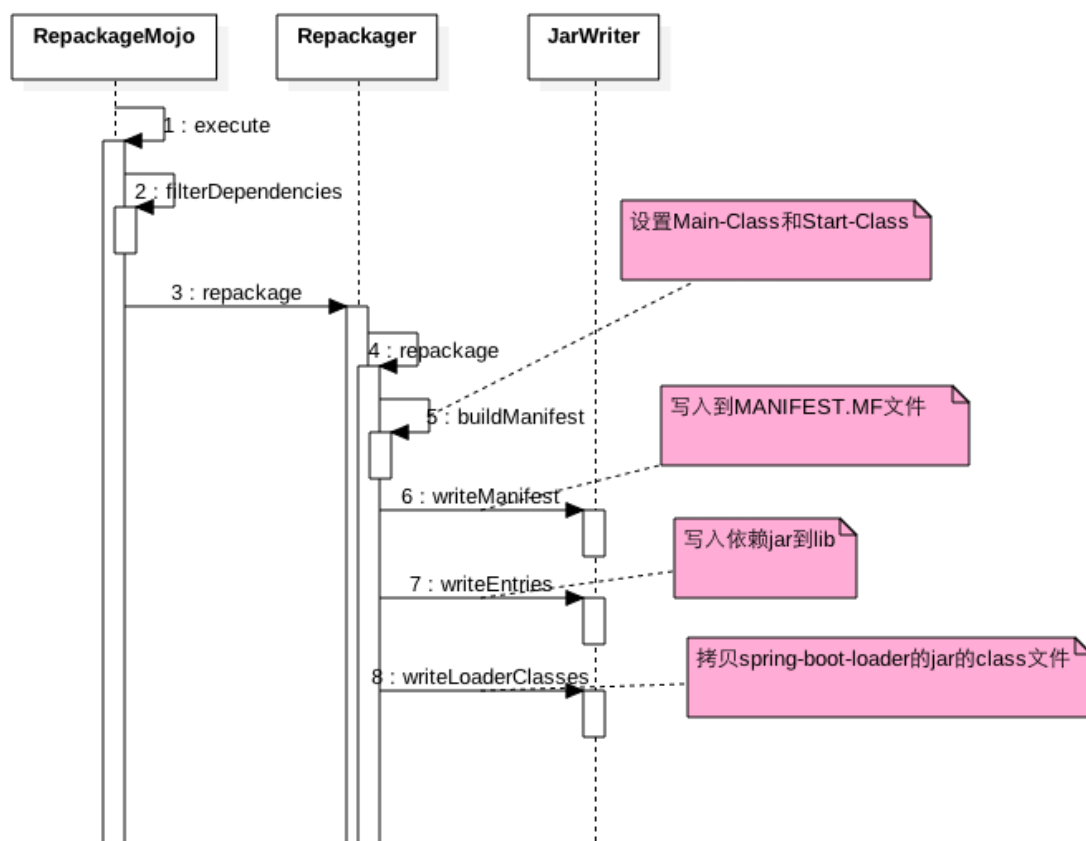 RepackageMojo
Repackager
JarWriter
1 : execute
2 : filterDependencies
设置Main-Class和Start-Class
3 : repackage
4 : repackage
5 : buildManifest
写入到MANIFEST.MF文件
6 : writeManifest
写入依赖jar到lib
7 : writeEntries
拷贝spring-boot-loader的jar的class文件
8 : writeLoaderClasses